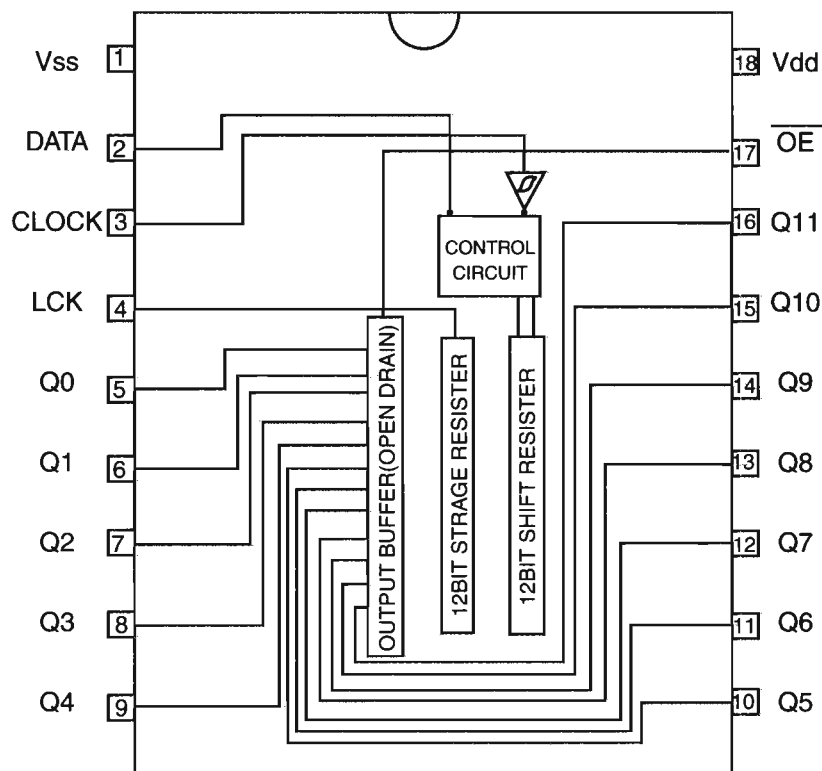 Vss 1
18 Vdd
DATA 2
17 OE
CLOCK 3
16 Q11
CONTROL
CIRCUIT
LCK 4
15 Q10
Q0 5
14 Q9
Q1 6
13 Q8
Q2 7
12 Q7
Q3 8
11 Q6
Q4 9
10 Q5
OUTPUT BUFFER(OPEN DRAIN)
12BIT STRAGE RESISTER
12BIT SHIFT RESISTER